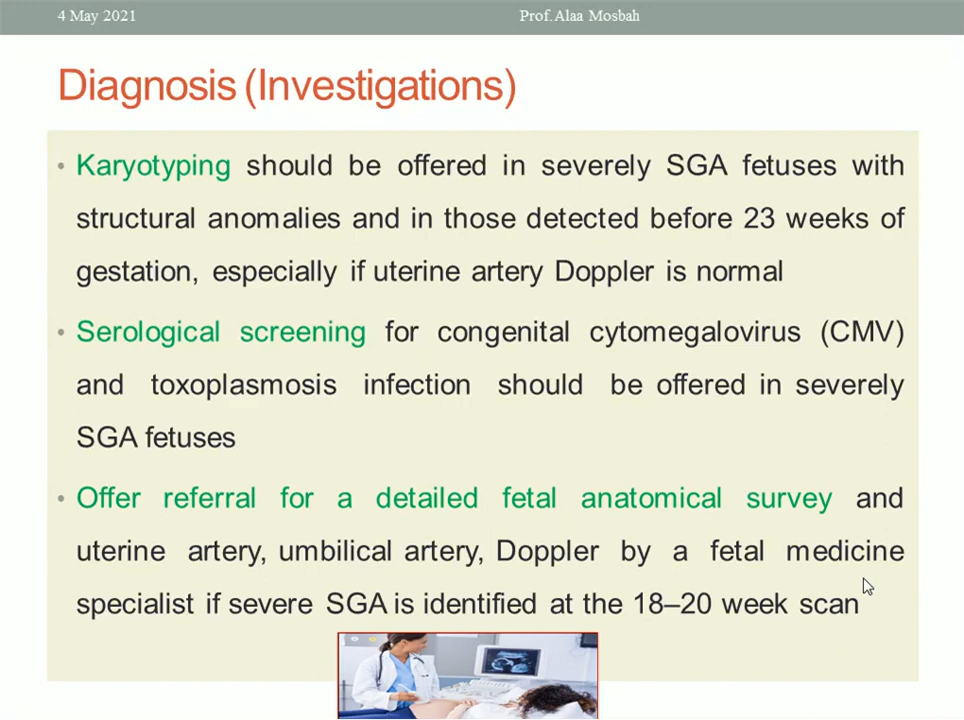 4 May 2021
Prof.Alaa Mosbah
Diagnosis (Investigations)
• Karyotyping should be offered in severely SGA fetuses with
structural anomalies and in those detected before 23 weeks of
gestation, especially if uterine artery Doppler is normal
• Serological screening for congenital cytomegalovirus (CMV)
and toxoplasmosis infection should be offered in severely
SGA fetuses
• Offer referral for a detailed fetal anatomical survey and
uterine artery, umbilical artery, Doppler by a fetal medicine
specialist if severe SGA is identified at the 18–20 week scan